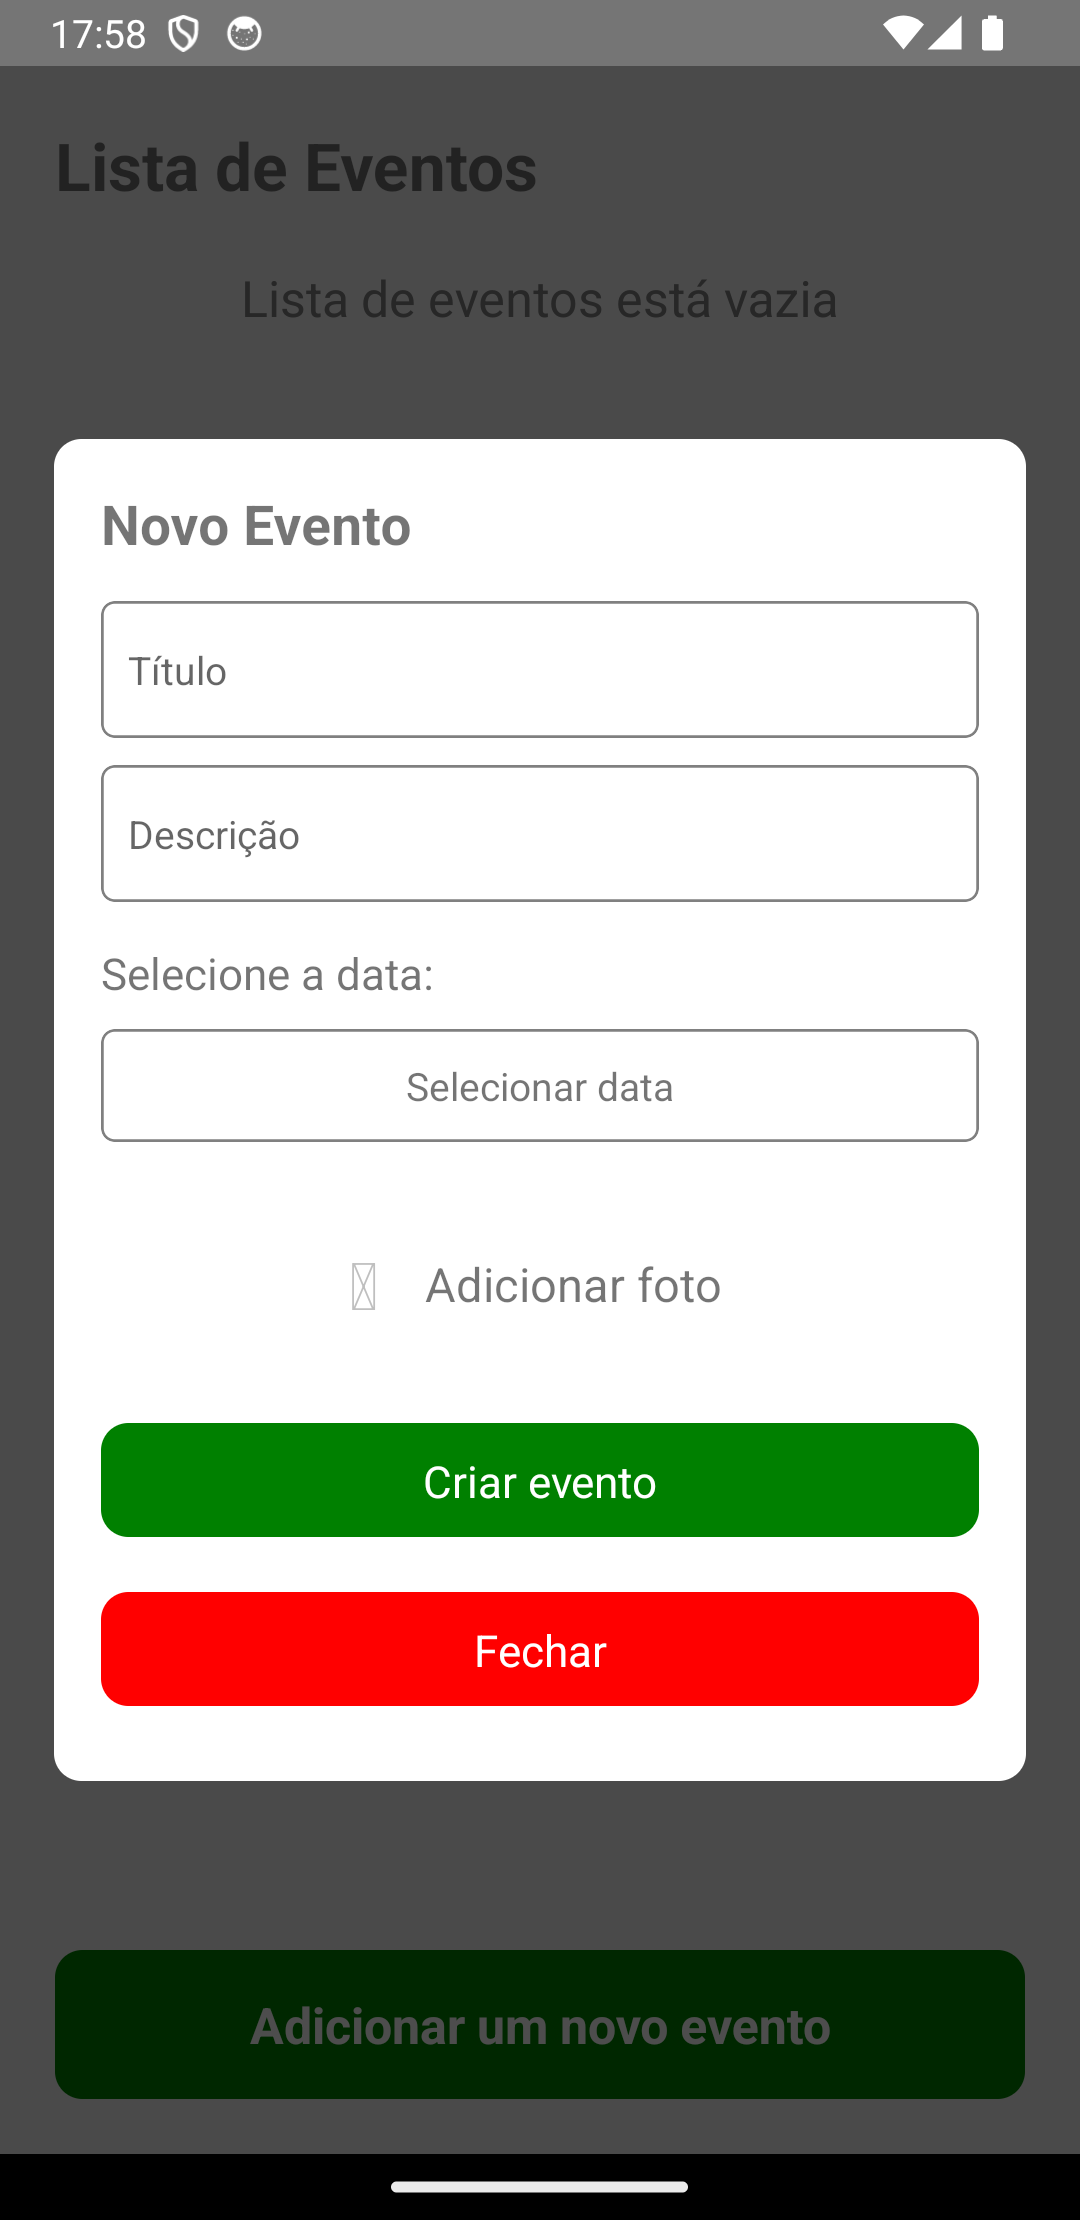 17:58
Lista de Eventos
Lista de eventos está vazia
Novo Evento
Título
Descrição
Selecione a data:
Selecionar data
Adicionar foto
Criar evento
Fechar
Adicionar um novo evento